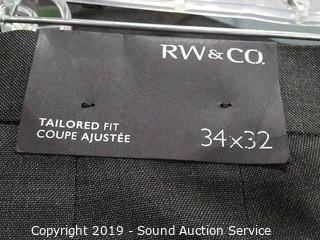 RW&CO.
TAILORED FIT
COUPE AJUSTÉE
34x32
Copyright 2019 - Sound Auction Service